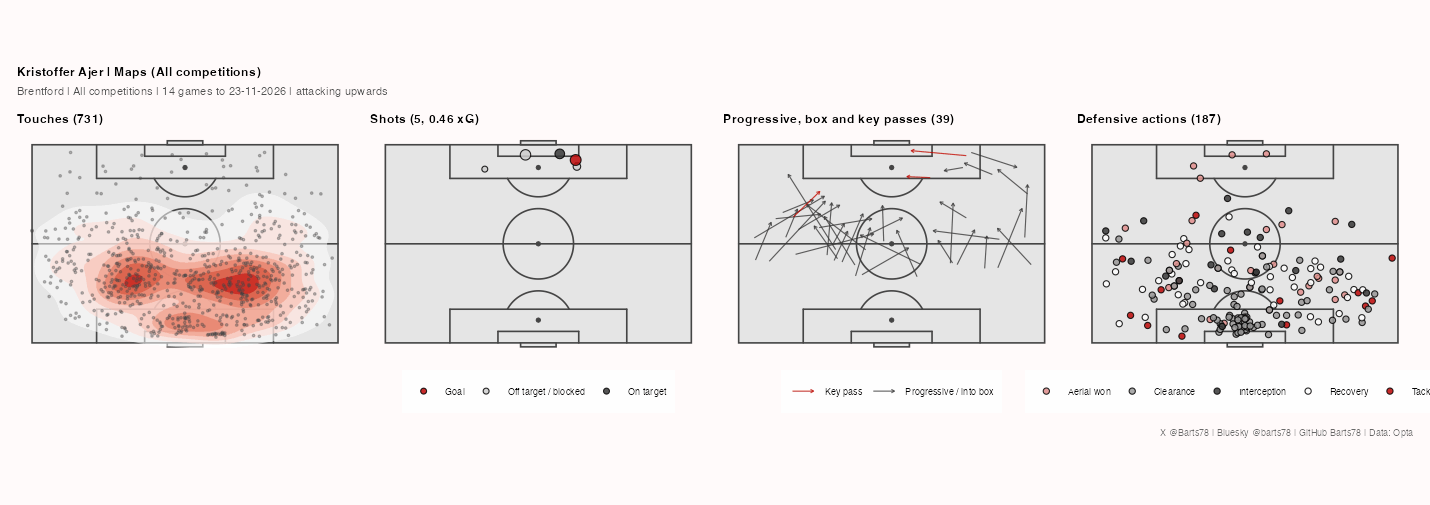 Kristoffer Ajer | Maps (All competitions)
Brentford | All competitions | 14 games to 23-11-2026 | attacking upwards
Touches (731)
Shots (5, 0.46 xG)
Progressive, box and key passes (39)
Defensive actions (187)
Goal
Off target / blocked
On target
Key pass
Progressive / into box
Aerial won
Clearance
Interception
Recovery
Tack
X @Barts78 | Bluesky @barts78 | GitHub Barts78 | Data: Opta